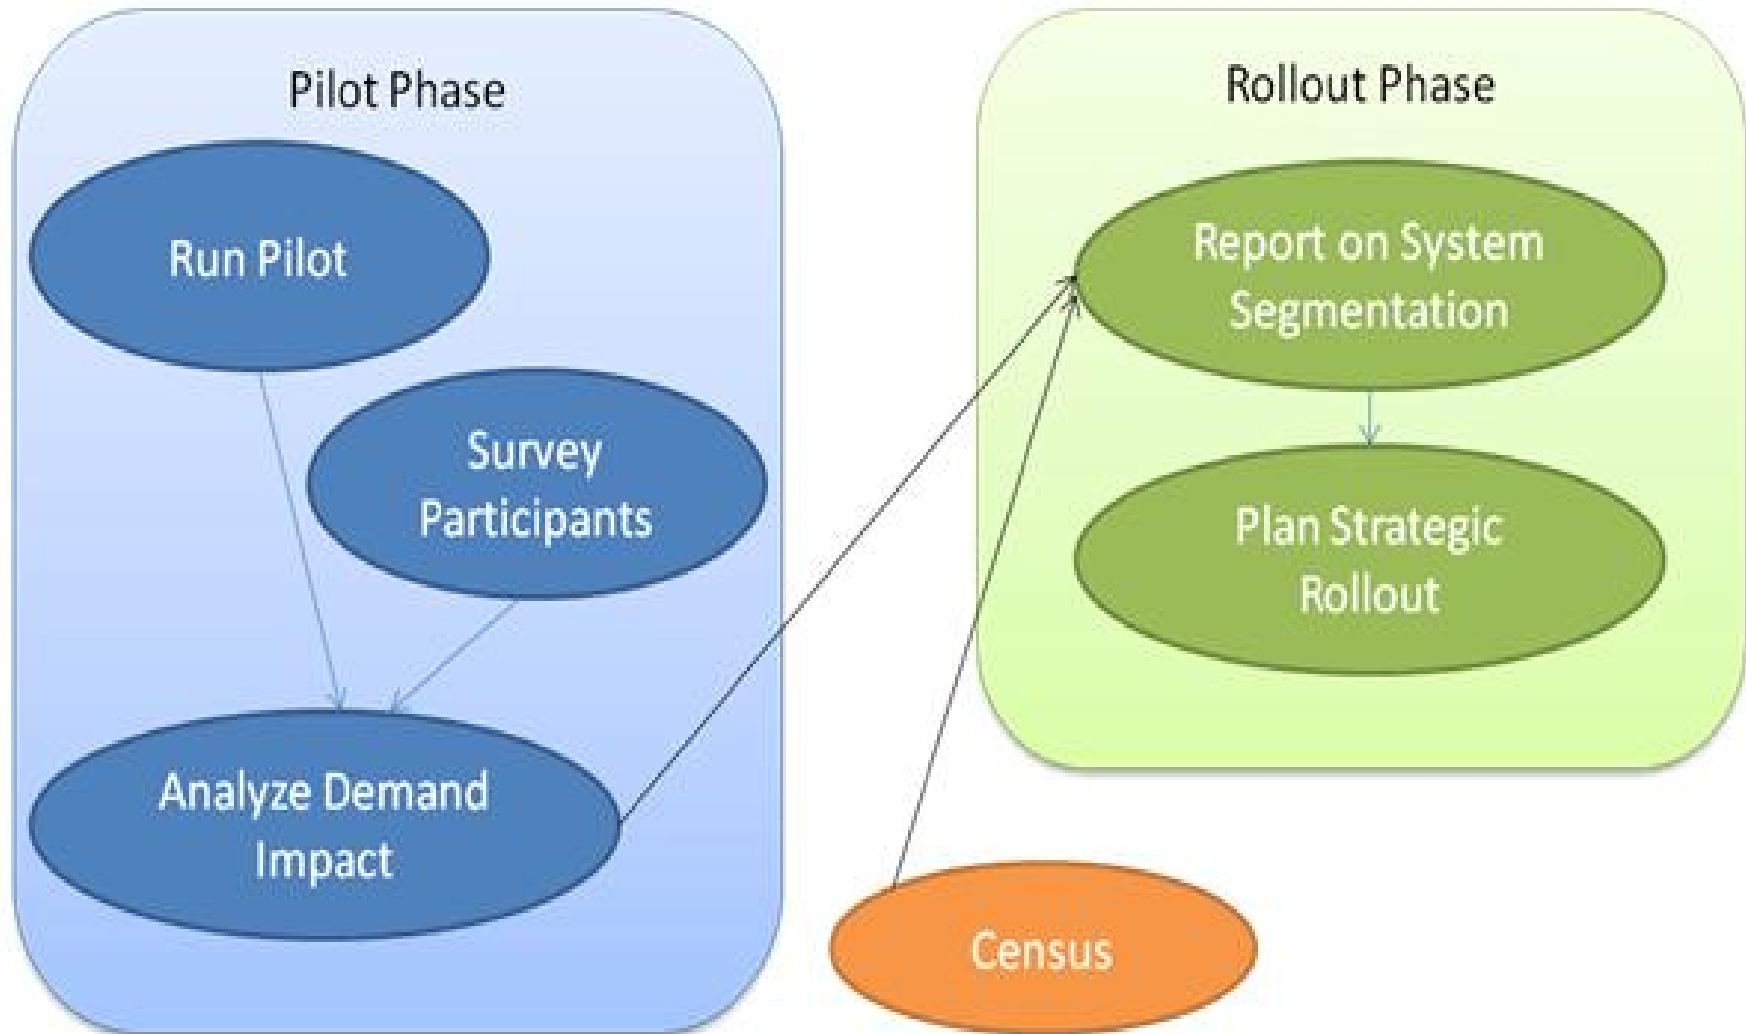 Pilot Phase
Run Pilot
Survey
Participants
Analyze Demand
Impact
Rollout Phase
Report on System
Segmentation
Plan Strategic
Rollout
Census